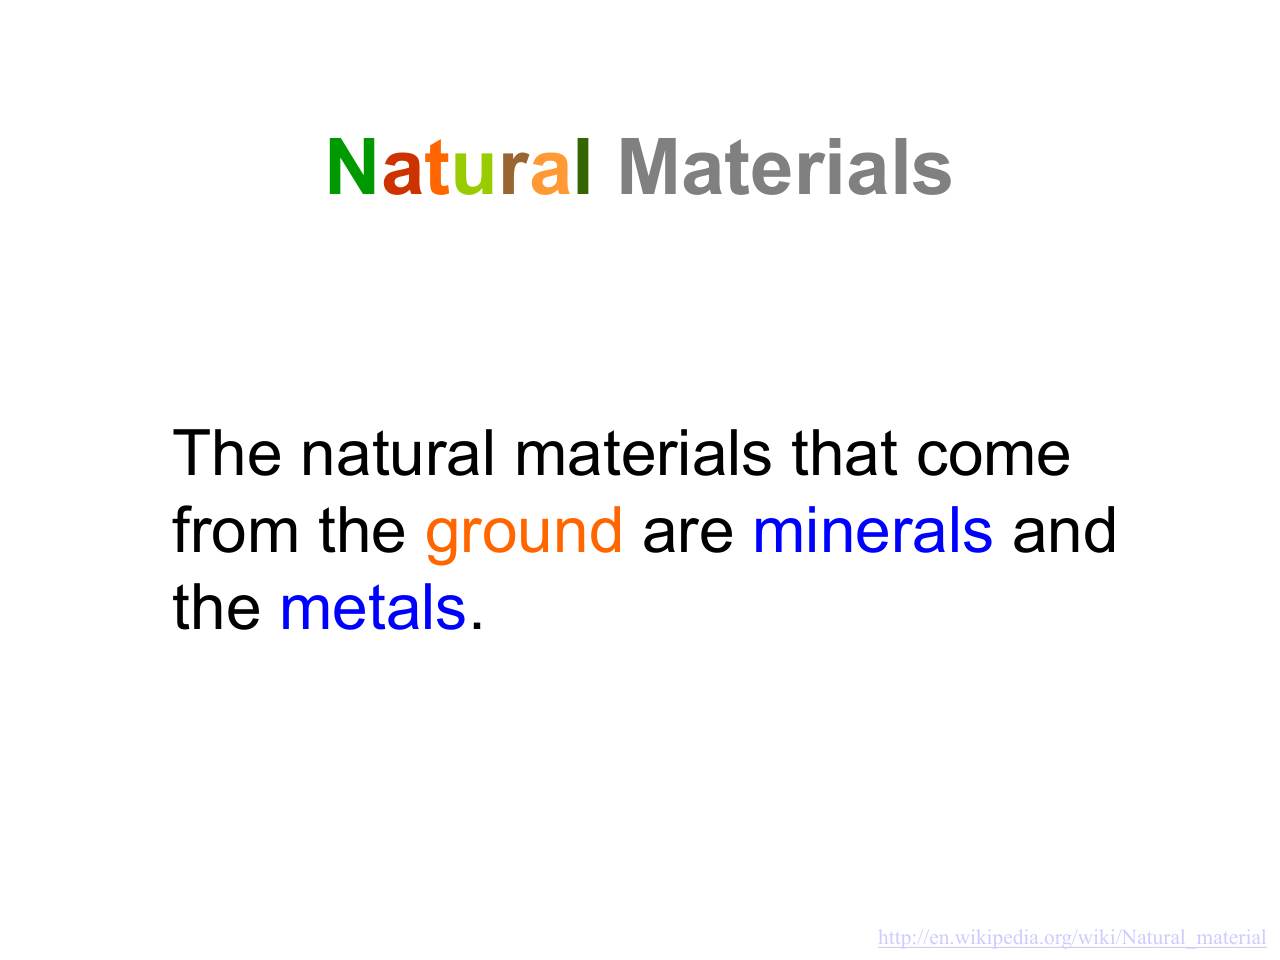 Natural Materials
The natural materials that come
from the ground are minerals and
the metals.
http://en.wikipedia.org/wiki/Natural_material